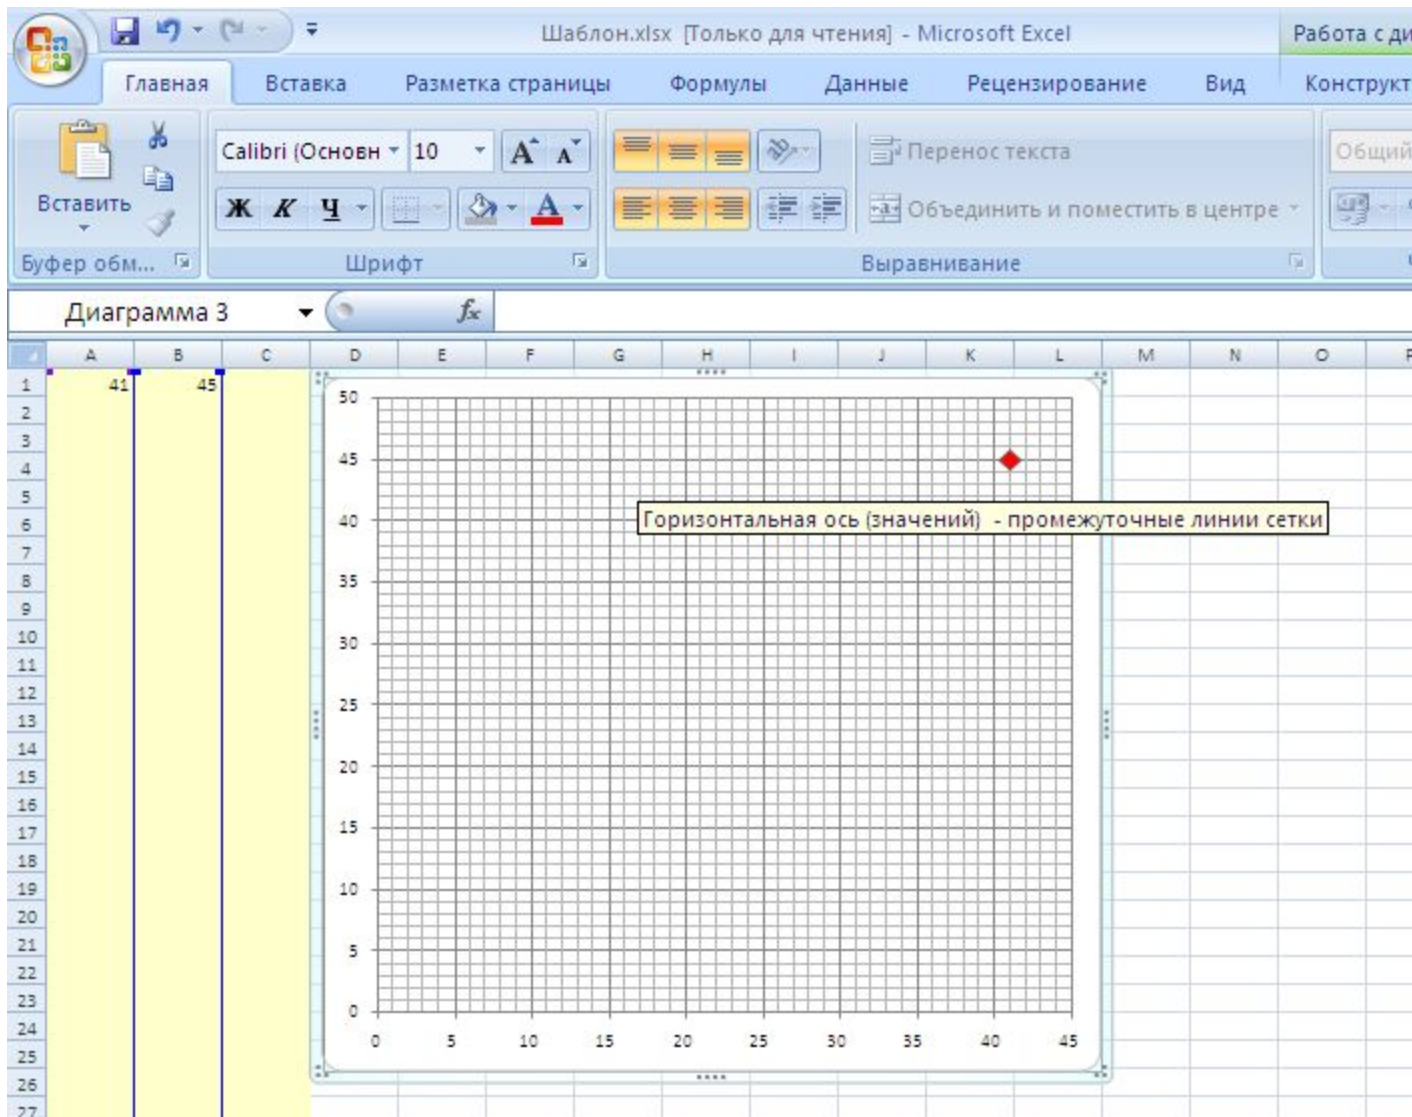 Шаблон.xlsx [Только для чтения] - Microsoft Excel
Работа с ди
Главная Вставка Разметка страницы Формулы Данные Рецензирование Вид Конструкт
Calibri (Основн 10 А А
Перенос текста
Общий
Вставить
Ж К Ч А
Объединить и поместить в центре
Буфер обм... Шрифт Выравнивание
Диаграмма 3 fx
A B C D E F G H I J K L M N O
1 41 45
2
3
4
5
6
7
8
9
10
11
12
13
14
15
16
17
18
19
20
21
22
23
24
25
26
27
50
45
40
Горизонтальная ось (значений) - промежуточные линии сетки
35
30
25
20
15
10
5
0
0 5 10 15 20 25 30 35 40 45